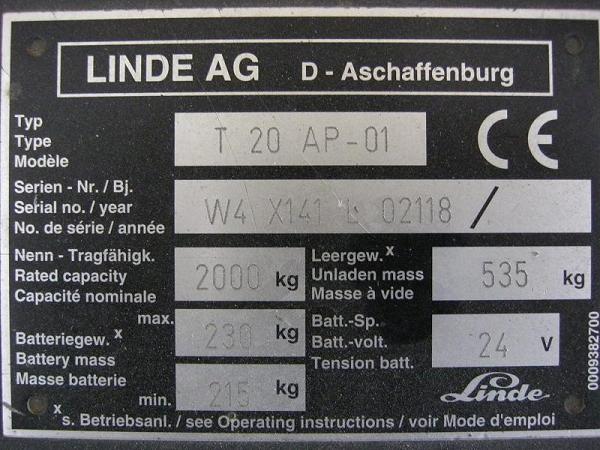 LINDE AG D - Aschaffenburg
Typ
Type
Modèle
T 20 AP-01
CE
Serien - Nr. / Bj.
Serial no. / year
No. de série / année
W4 X141 L 02118 /
Nenn - Tragfähigk.
Rated capacity
Capacité nominale
2000 kg
Leergew. x
Unladen mass
Masse à vide
535 kg
Batteriegew. x
Battery mass
Masse batterie
max. 230 kg
min. 215 kg
Batt.-Sp.
Batt.-volt.
Tension batt.
24 V
Linde
0009382700
x s. Betriebsanl. / see Operating instructions / voir Mode d'emploi